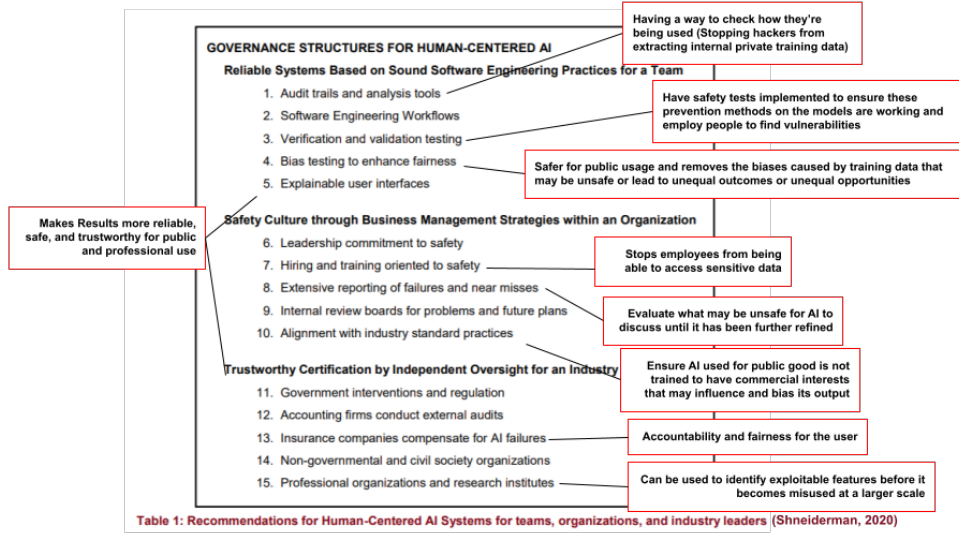 GOVERNANCE STRUCTURES FOR HUMAN-CENTERED AI
Reliable Systems Based on Sound Software Engineering Practices for a Team
1. Audit trails and analysis tools
2. Software Engineering Workflows
3. Verification and validation testing
4. Bias testing to enhance fairness
5. Explainable user interfaces
Safety Culture through Business Management Strategies within an Organization
6. Leadership commitment to safety
7. Hiring and training oriented to safety
8. Extensive reporting of failures and near misses
9. Internal review boards for problems and future plans
10. Alignment with industry standard practices
Trustworthy Certification by Independent Oversight for an Industry
11. Government interventions and regulation
12. Accounting firms conduct external audits
13. Insurance companies compensate for AI failures
14. Non-governmental and civil society organizations
15. Professional organizations and research institutes
Makes Results more reliable,
safe, and trustworthy for public
and professional use
Having a way to check how they're
being used (Stopping hackers from
extracting internal private training data)
Have safety tests implemented to ensure these
prevention methods on the models are working and
employ people to find vulnerabilities
Safer for public usage and removes the biases caused by training data that
may be unsafe or lead to unequal outcomes or unequal opportunities
Stops employees from being
able to access sensitive data
Evaluate what may be unsafe for AI to
discuss until it has been further refined
Ensure AI used for public good is not
trained to have commercial interests
that may influence and bias its output
Accountability and fairness for the user
Can be used to identify exploitable features before it
becomes misused at a larger scale
Table 1: Recommendations for Human-Centered AI Systems for teams, organizations, and industry leaders (Shneiderman, 2020)